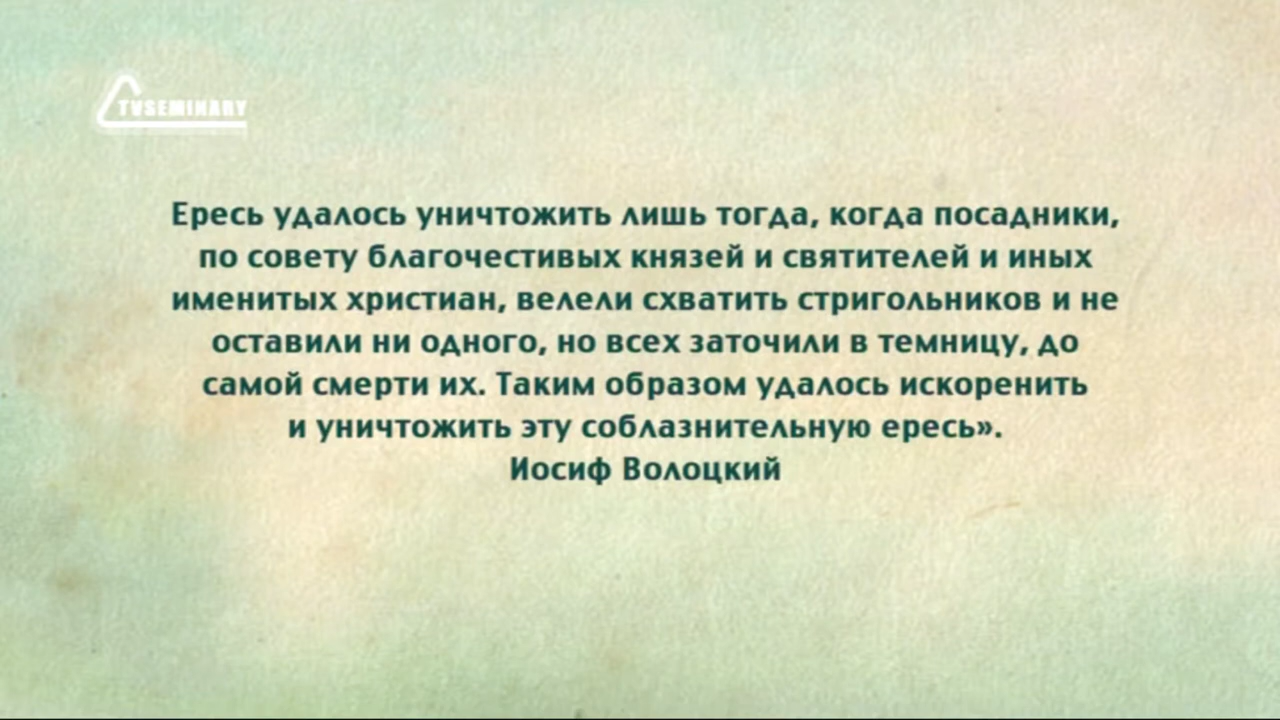 TVSEMINARY
Ересь удалось уничтожить лишь тогда, когда посадники,
по совету благочестивых князей и святителей и иных
именитых христиан, велели схватить стригольников и не
оставили ни одного, но всех заточили в темницу, до
самой смерти их. Таким образом удалось искоренить
и уничтожить эту соблазнительную ересь».
Иосиф Волоцкий